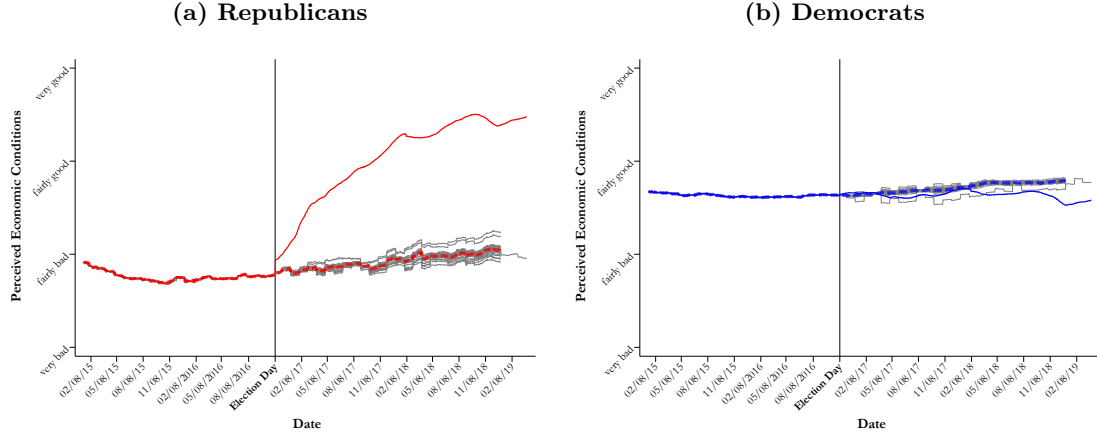 (a) Republicans
Perceived Economic Conditions
very good
fairly good
fairly bad
very bad
02/08/15
05/08/15
08/08/15
11/08/15
02/08/2016
05/08/2016
08/08/2016
Election Day
02/08/17
05/08/17
08/08/17
11/08/17
02/08/18
05/08/18
08/08/18
11/08/18
02/08/19
Date
(b) Democrats
Perceived Economic Conditions
very good
fairly good
fairly bad
very bad
02/08/15
05/08/15
08/08/15
11/08/15
02/08/2016
05/08/2016
08/08/2016
Election Day
02/08/17
05/08/17
08/08/17
11/08/17
02/08/18
05/08/18
08/08/18
11/08/18
02/08/19
Date